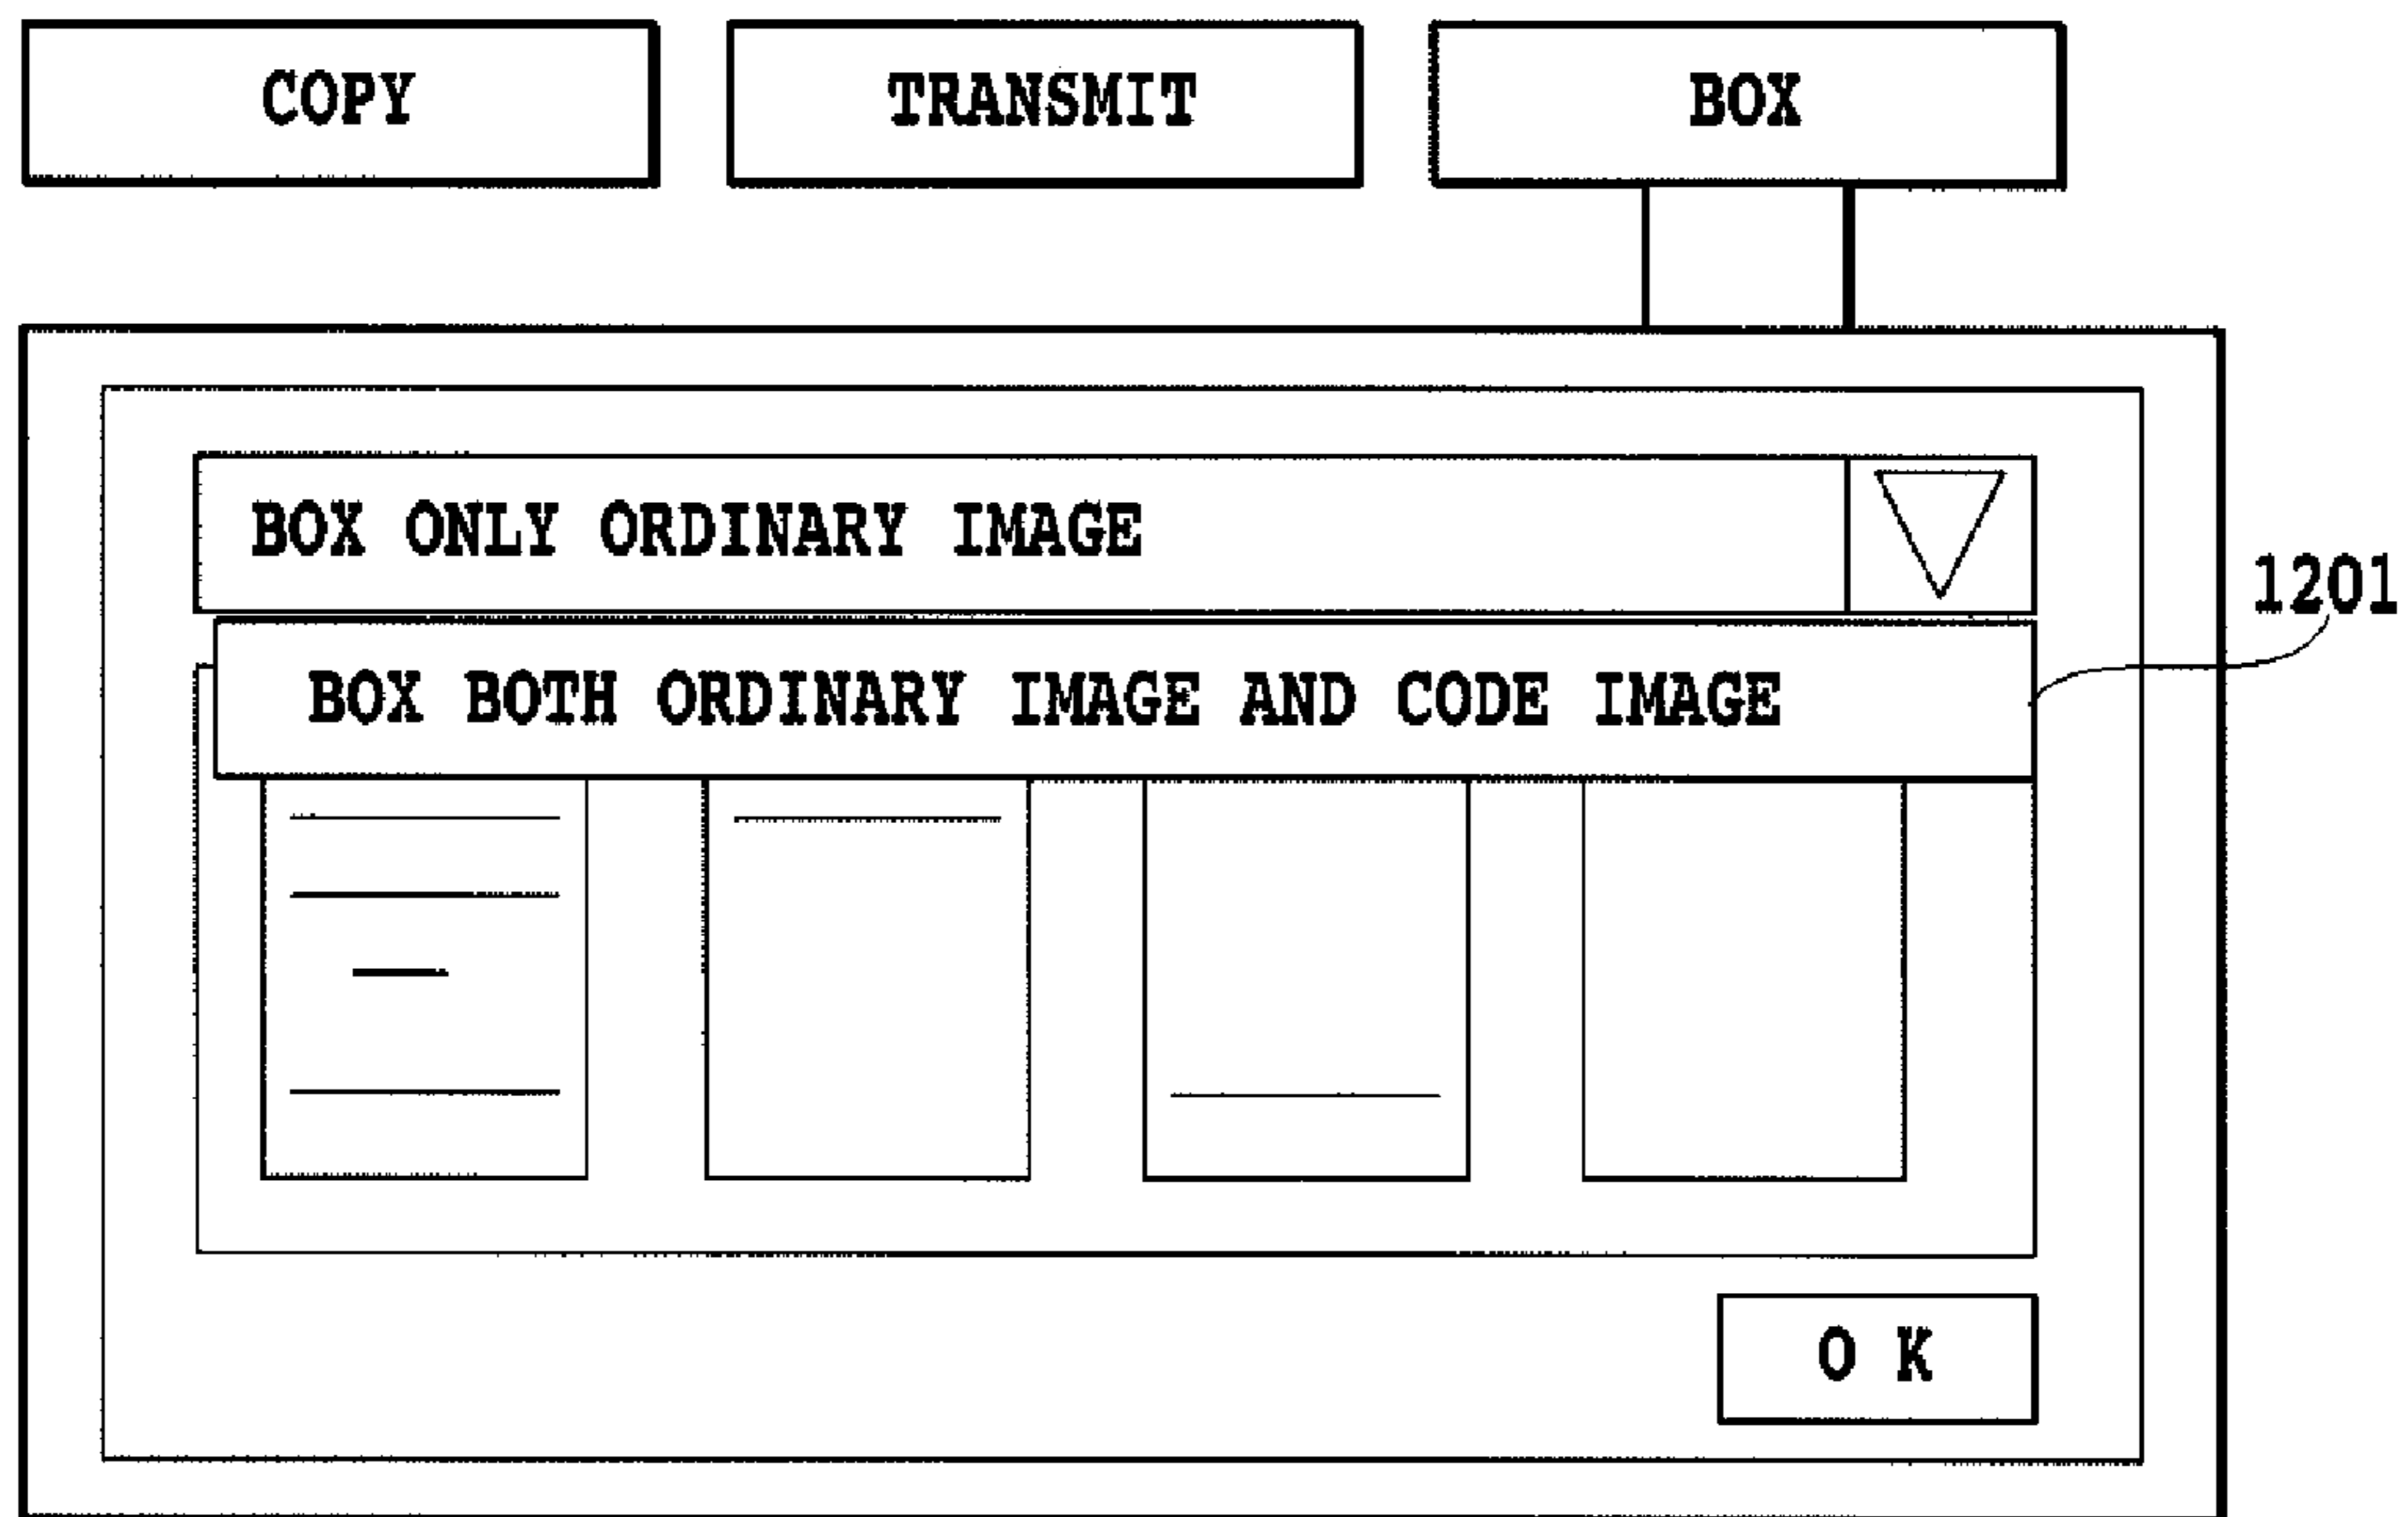 COPY TRANSMIT BOX
BOX ONLY ORDINARY IMAGE
1201
BOX BOTH ORDINARY IMAGE AND CODE IMAGE
O K